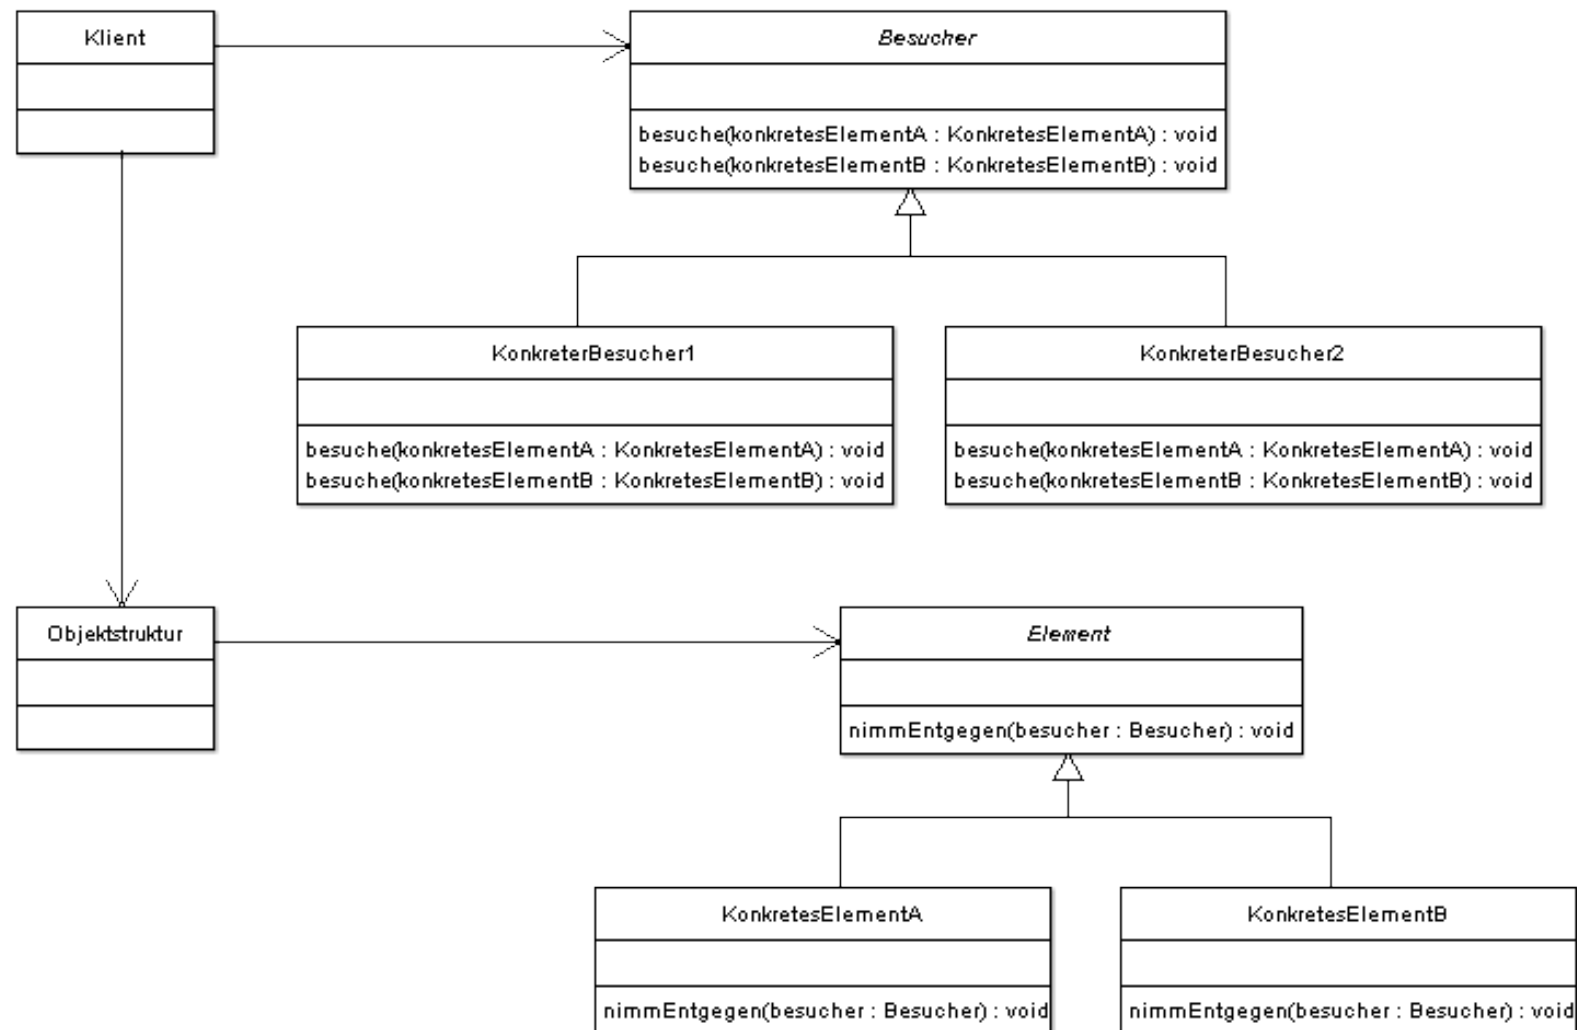 Klient
Besucher
besuche(konkretesElementA : KonkretesElementA) : void
besuche(konkretesElementB : KonkretesElementB) : void
KonkreterBesucher1
besuche(konkretesElementA : KonkretesElementA) : void
besuche(konkretesElementB : KonkretesElementB) : void
KonkreterBesucher2
besuche(konkretesElementA : KonkretesElementA) : void
besuche(konkretesElementB : KonkretesElementB) : void
Objektstruktur
Element
nimmEntgegen(besucher : Besucher) : void
KonkretesElementA
nimmEntgegen(besucher : Besucher) : void
KonkretesElementB
nimmEntgegen(besucher : Besucher) : void